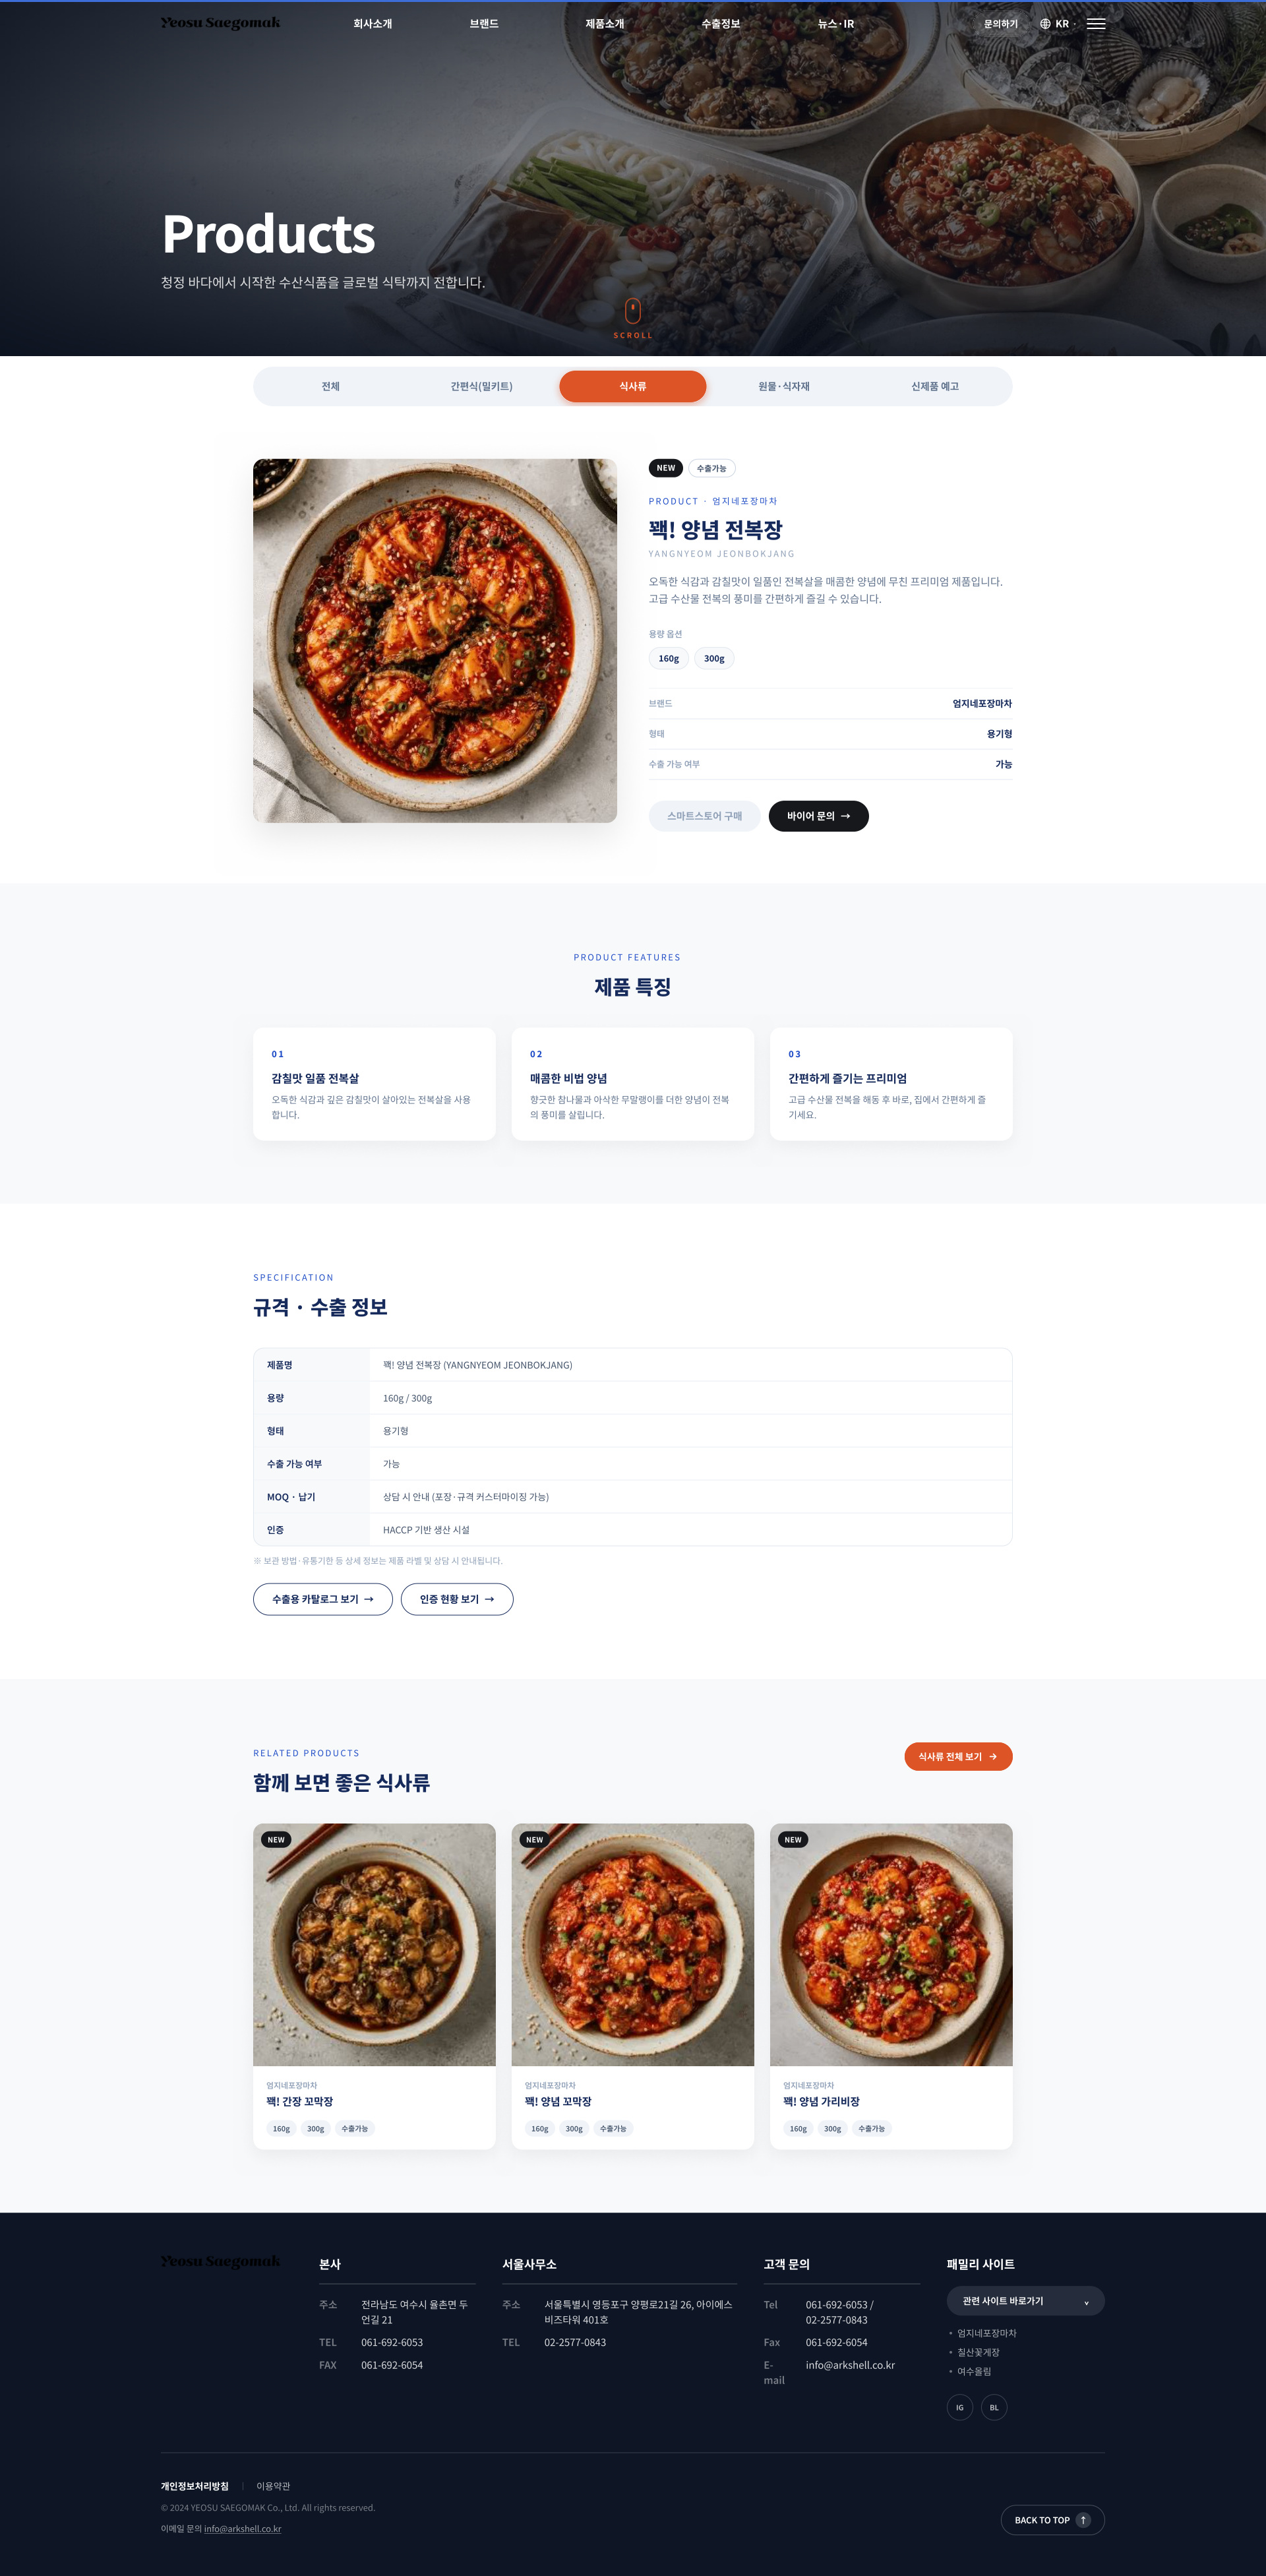 Yeosu Saegomak
회사소개
브랜드
제품소개
수출정보
뉴스·IR
문의하기
KR
Products
청정 바다에서 시작한 수산식품을 글로벌 식탁까지 전합니다.
SCROLL
전체
간편식(밀키트)
식사류
원물·식자재
신제품 예고
NEW
수출가능
PRODUCT · 엄지네포장마차
꽥! 양념 전복장
YANGNYEOM JEONBOKJANG
오독한 식감과 감칠맛이 일품인 전복살을 매콤한 양념에 무친 프리미엄 제품입니다.
고급 수산물 전복의 풍미를 간편하게 즐길 수 있습니다.
용량 옵션
160g
300g
브랜드
엄지네포장마차
형태
용기형
수출 가능 여부
가능
스마트스토어 구매
바이어 문의 →
PRODUCT FEATURES
제품 특징
01
감칠맛 일품 전복살
오독한 식감과 깊은 감칠맛이 살아있는 전복살을 사용
합니다.
02
매콤한 비법 양념
향긋한 참나물과 아삭한 무말랭이를 더한 양념이 전복
의 풍미를 살립니다.
03
간편하게 즐기는 프리미엄
고급 수산물 전복을 해동 후 바로, 집에서 간편하게 즐
기세요.
SPECIFICATION
규격 · 수출 정보
제품명
꽥! 양념 전복장 (YANGNYEOM JEONBOKJANG)
용량
160g / 300g
형태
용기형
수출 가능 여부
가능
MOQ · 납기
상담 시 안내 (포장·규격 커스터마이징 가능)
인증
HACCP 기반 생산 시설
※ 보관 방법·유통기한 등 상세 정보는 제품 라벨 및 상담 시 안내됩니다.
수출용 카탈로그 보기 →
인증 현황 보기 →
RELATED PRODUCTS
함께 보면 좋은 식사류
식사류 전체 보기 →
NEW
NEW
NEW
엄지네포장마차
꽥! 간장 꼬막장
160g
300g
수출가능
엄지네포장마차
꽥! 양념 꼬막장
160g
300g
수출가능
엄지네포장마차
꽥! 양념 가리비장
160g
300g
수출가능
Yeosu Saegomak
본사
주소
전라남도 여수시 율촌면 두
언길 21
TEL
061-692-6053
FAX
061-692-6054
서울사무소
주소
서울특별시 영등포구 양평로21길 26, 아이에스
비즈타워 401호
TEL
02-2577-0843
고객 문의
Tel
061-692-6053 /
02-2577-0843
Fax
061-692-6054
E-
mail
info@arkshell.co.kr
패밀리 사이트
관련 사이트 바로가기
엄지네포장마차
칠산꽃게장
여수올림
IG
BL
개인정보처리방침
이용약관
© 2024 YEOSU SAEGOMAK Co., Ltd. All rights reserved.
이메일 문의 info@arkshell.co.kr
BACK TO TOP ↑